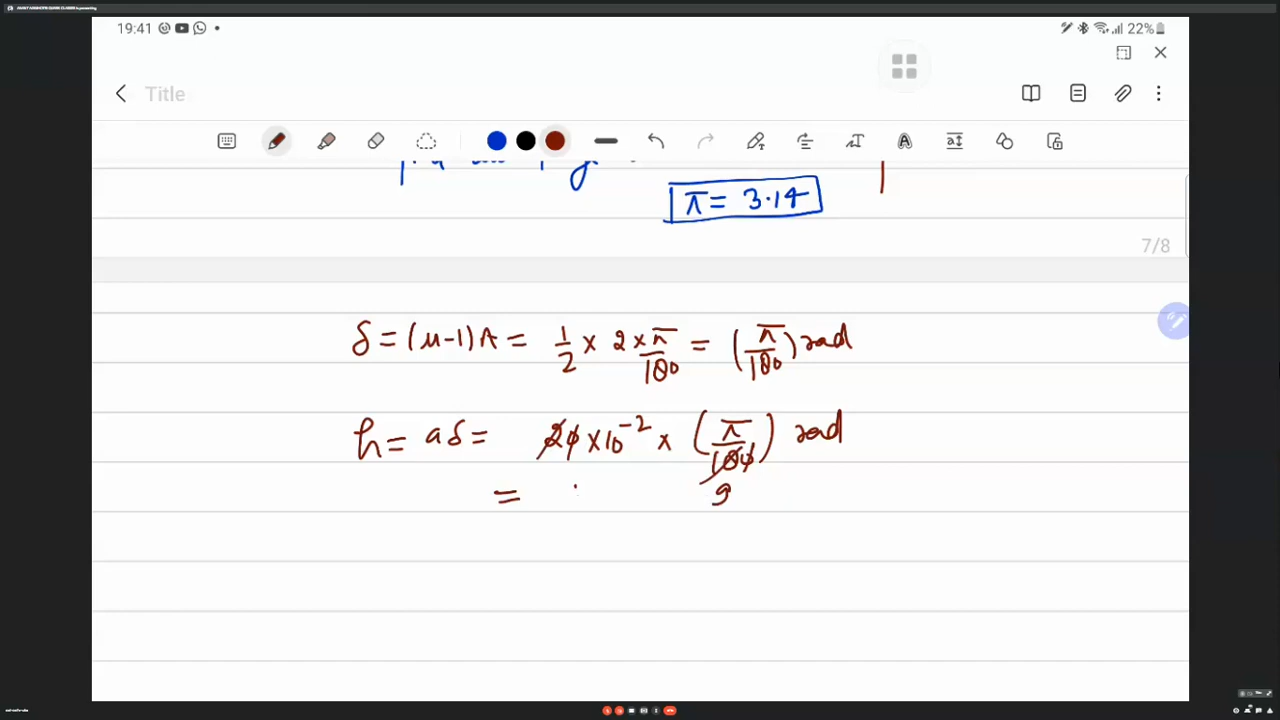 19:41
22%
Title
π = 3.14
7/8
δ = (μ-1)A = 1/2 × 2 × π/180 = (π/180) rad
h = aδ = 20 × 10⁻² × (π/180) rad
= 9